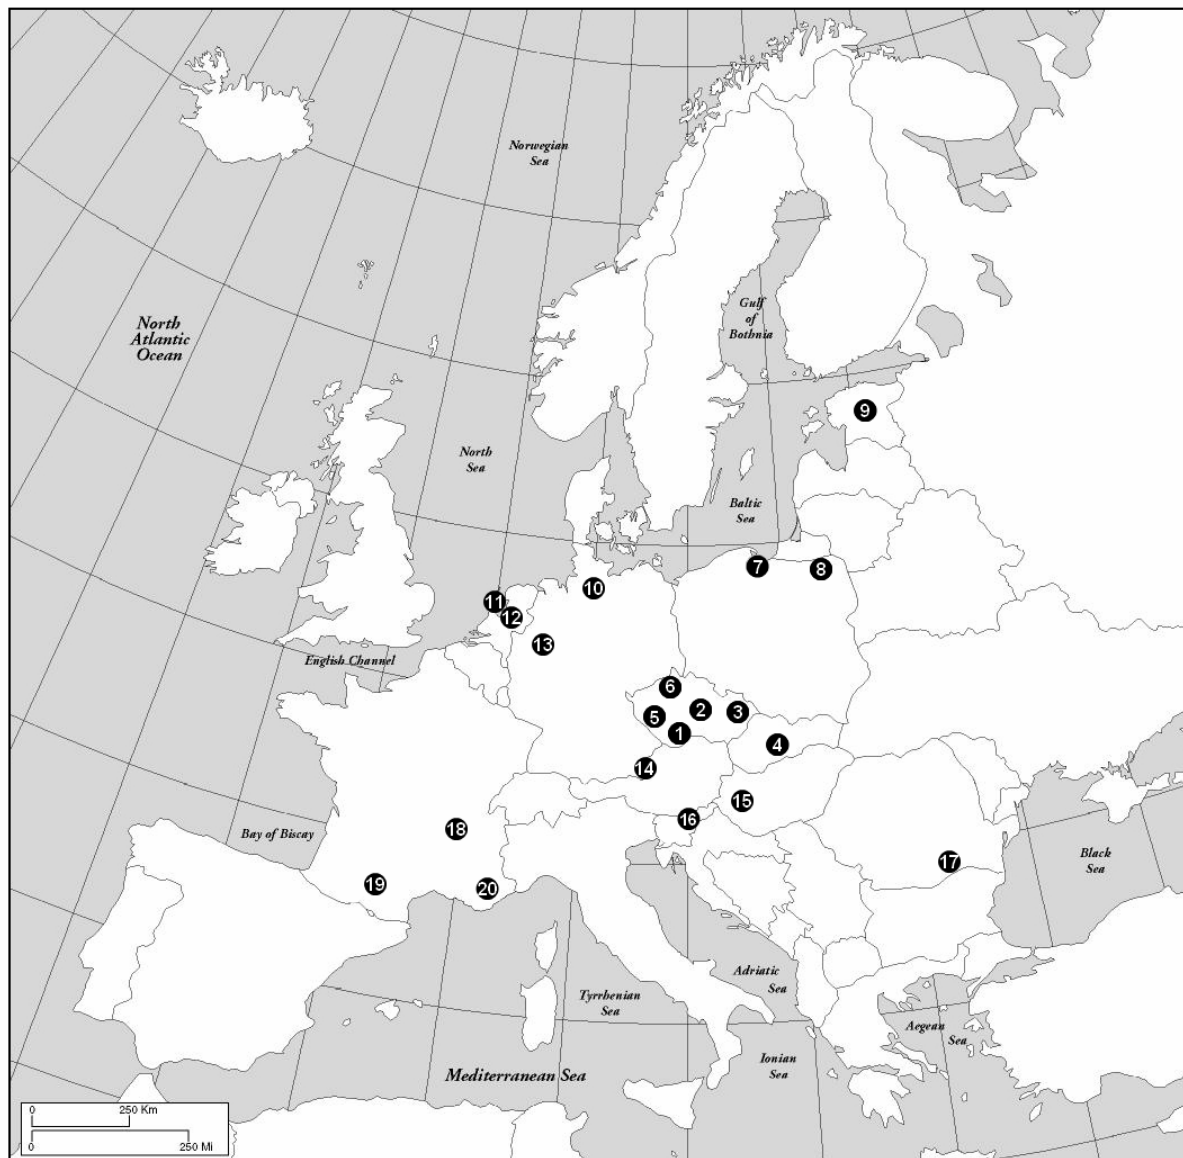 Norwegian
Sea
North
Atlantic
Ocean
Gulf
of
Bothnia
North
Sea
Baltic
Sea
English Channel
Bay of Biscay
Black
Sea
Adriatic
Sea
Tyrrhenian
Sea
Aegean
Sea
Ionian
Sea
Mediterranean Sea
9
7
8
10
11
12
13
6
2
3
5
1
4
14
15
16
18
17
19
20
0
250 Km
0
250 Mi